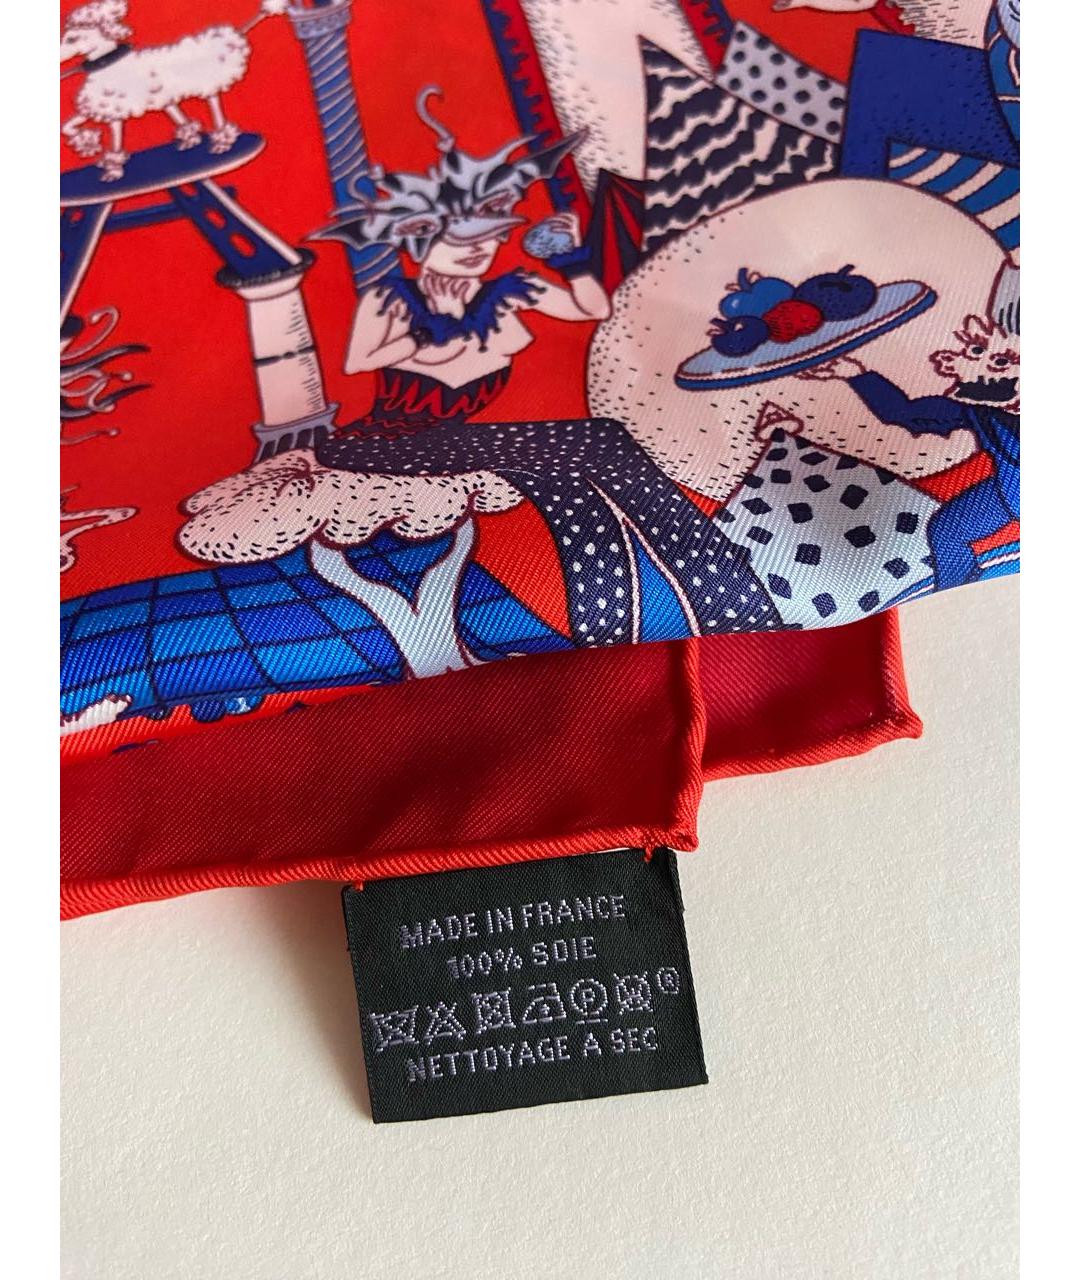 MADE IN FRANCE
100% SOIE
P ®
NETTOYAGE A SEC